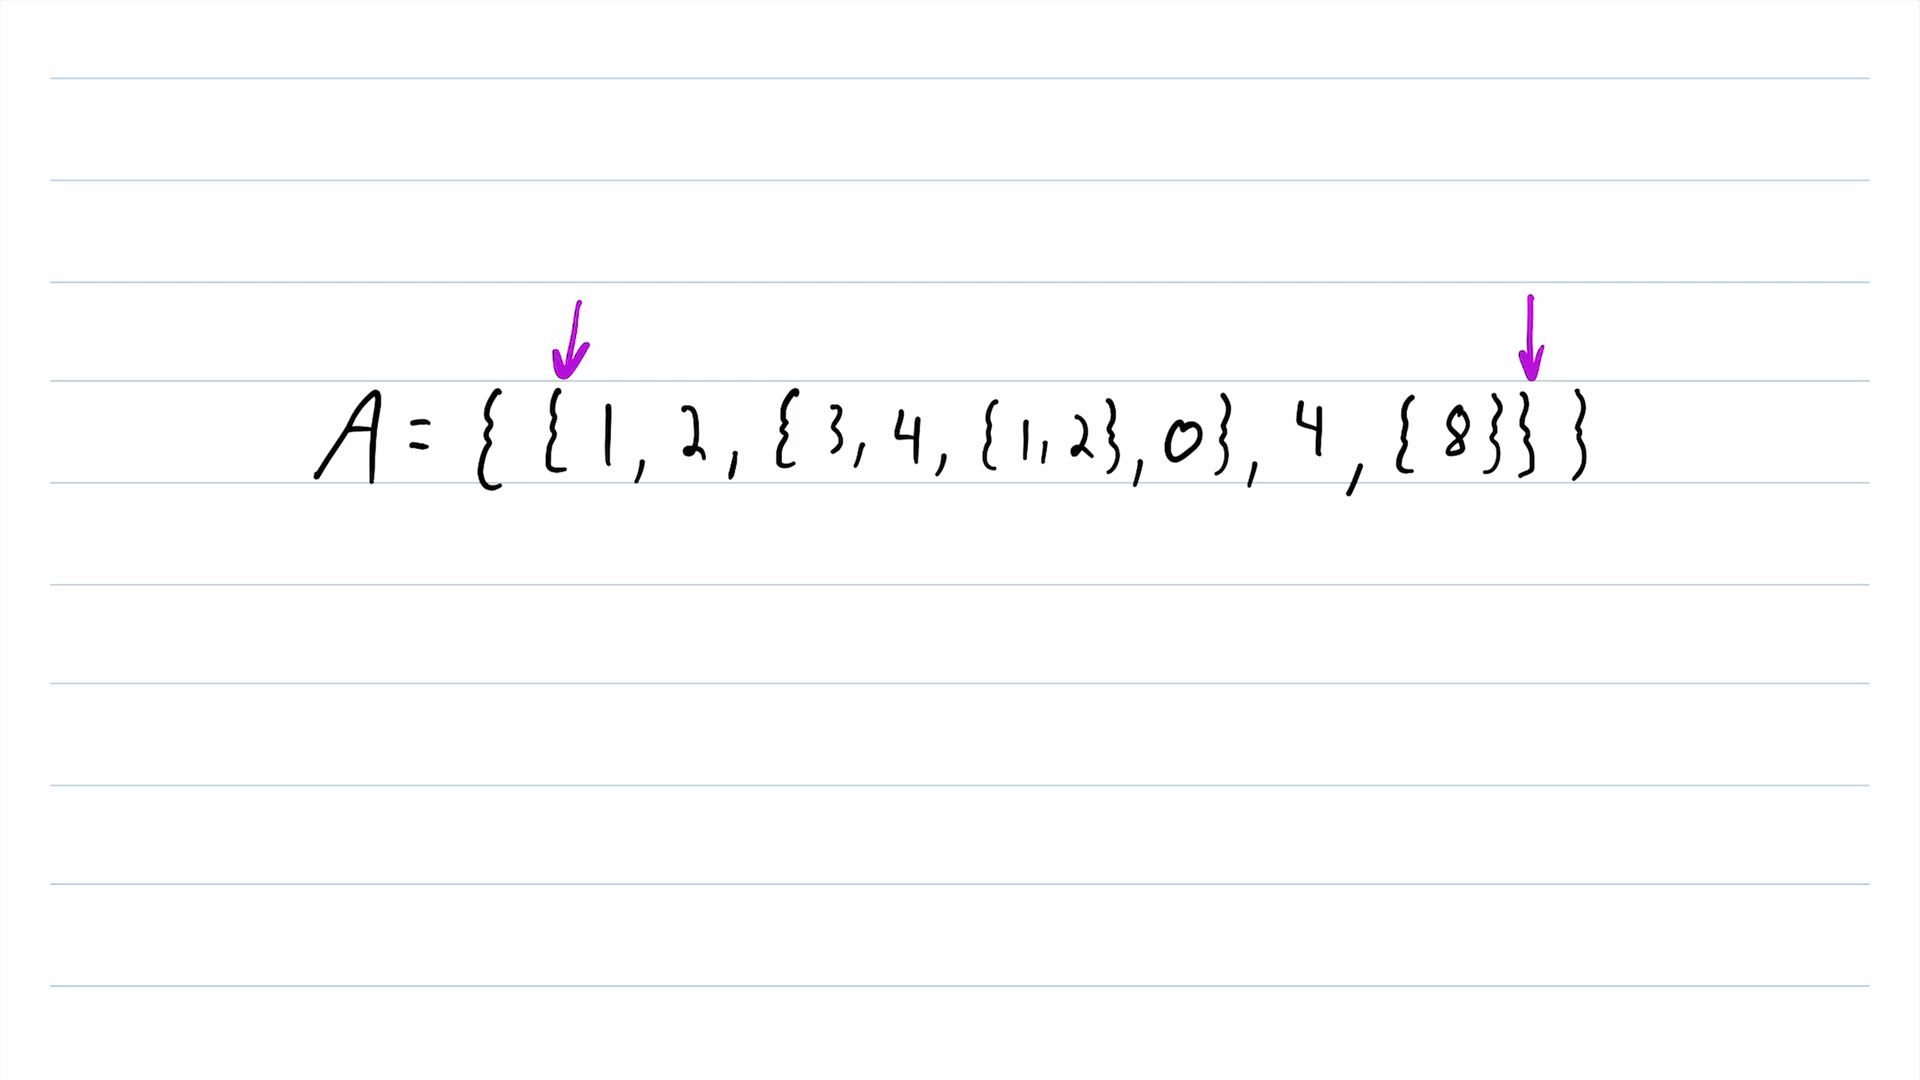 A = { { 1, 2, { 3, 4, { 1, 2 }, 0 }, 4, { 8 } } }